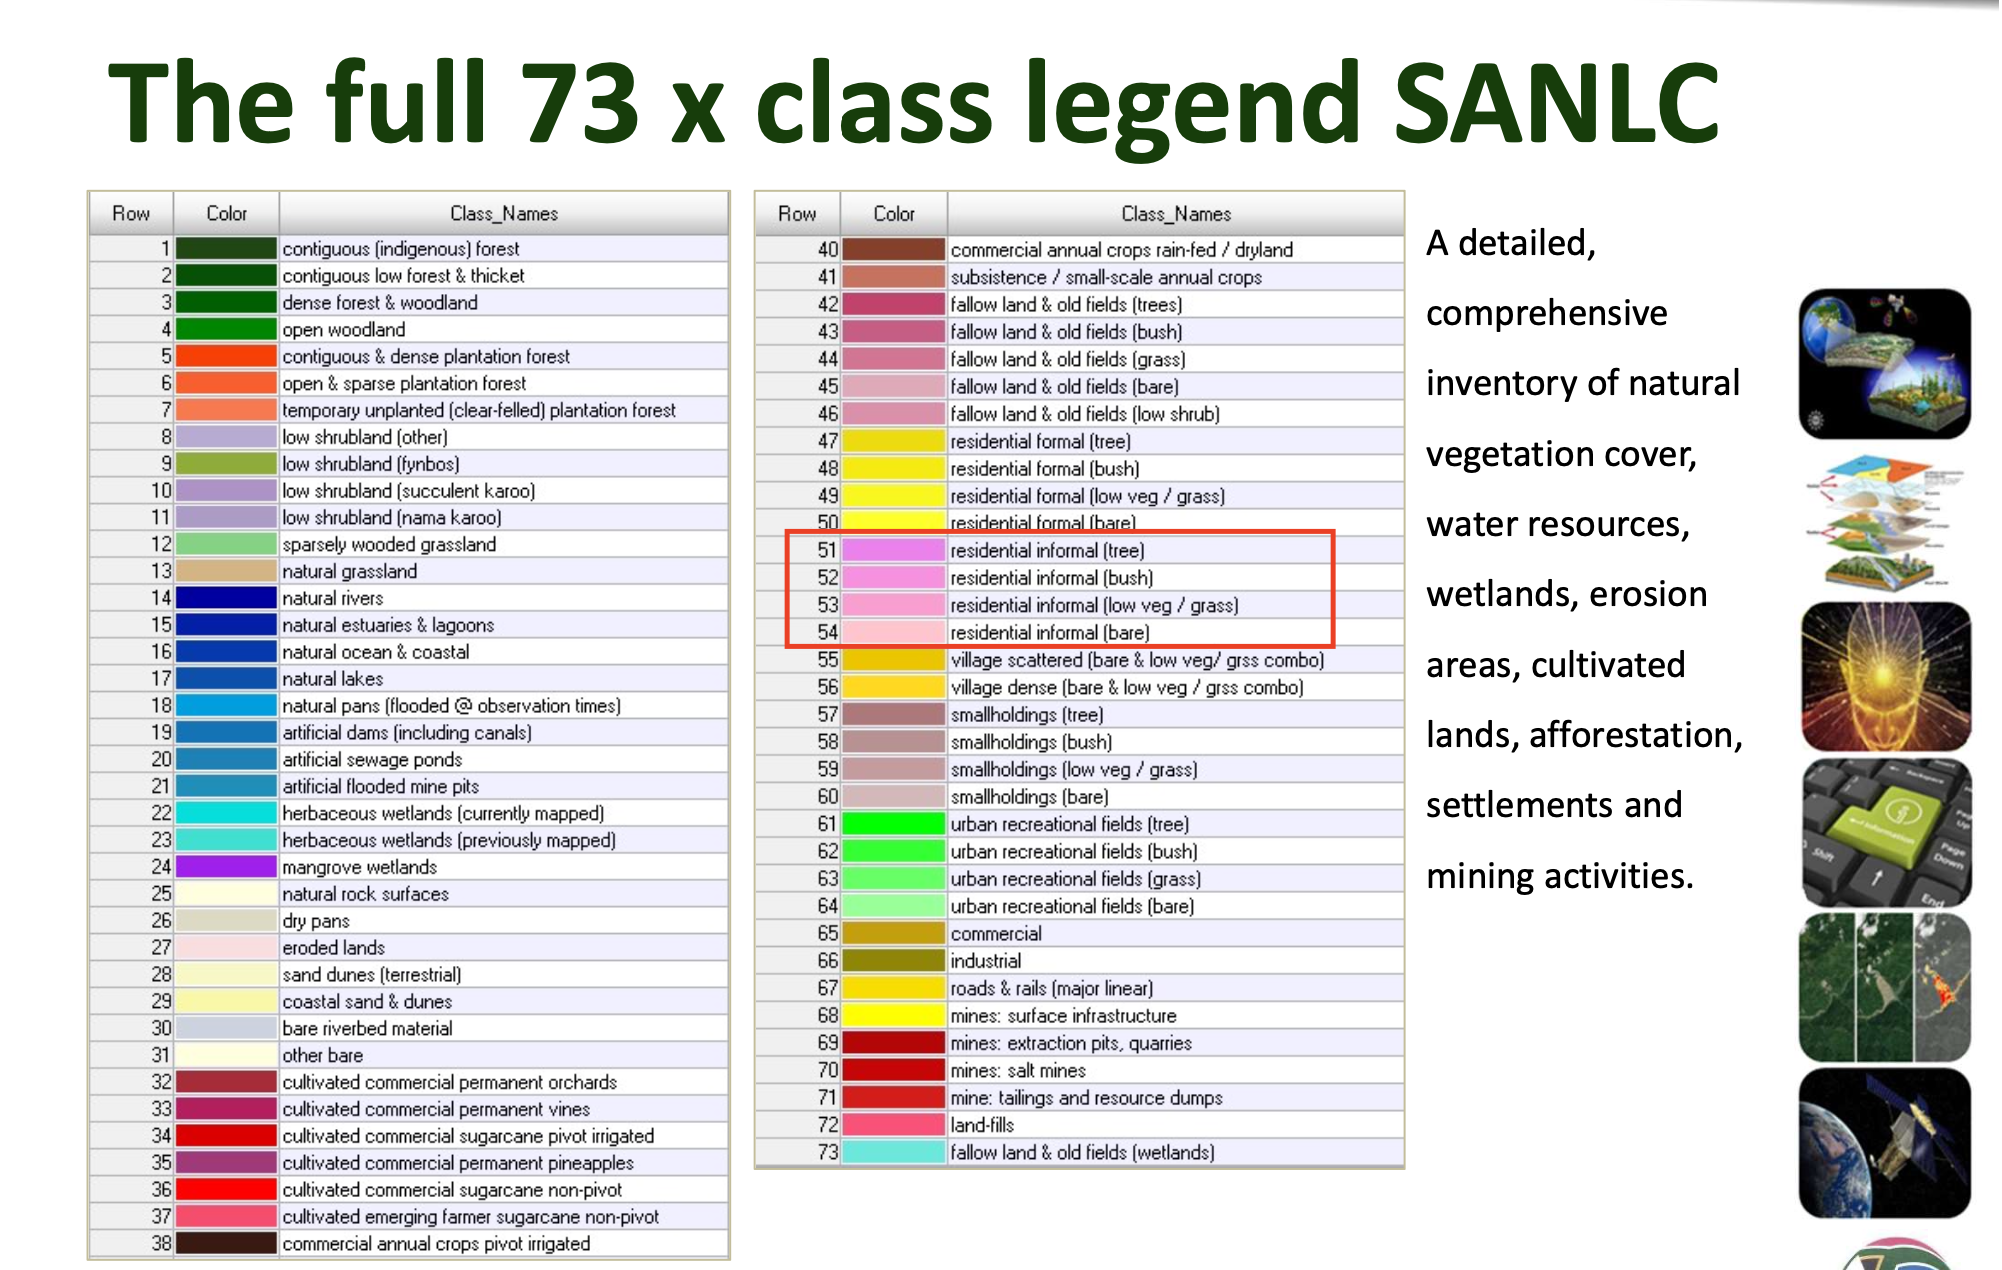 The full 73 x class legend SANLC
Row Color Class_Names
1 contiguous (indigenous) forest
2 contiguous low forest & thicket
3 dense forest & woodland
4 open woodland
5 contiguous & dense plantation forest
6 open & sparse plantation forest
7 temporary unplanted (clear-felled) plantation forest
8 low shrubland (other)
9 low shrubland (fynbos)
10 low shrubland (succulent karoo)
11 low shrubland (nama karoo)
12 sparsely wooded grassland
13 natural grassland
14 natural rivers
15 natural estuaries & lagoons
16 natural ocean & coastal
17 natural lakes
18 natural pans (flooded @ observation times)
19 artificial dams (including canals)
20 artificial sewage ponds
21 artificial flooded mine pits
22 herbaceous wetlands (currently mapped)
23 herbaceous wetlands (previously mapped)
24 mangrove wetlands
25 natural rock surfaces
26 dry pans
27 eroded lands
28 sand dunes (terrestrial)
29 coastal sand & dunes
30 bare riverbed material
31 other bare
32 cultivated commercial permanent orchards
33 cultivated commercial permanent vines
34 cultivated commercial sugarcane pivot irrigated
35 cultivated commercial permanent pineapples
36 cultivated commercial sugarcane non-pivot
37 cultivated emerging farmer sugarcane non-pivot
38 commercial annual crops pivot irrigated
Row Color Class_Names
40 commercial annual crops rain-fed / dryland
41 subsistence / small-scale annual crops
42 fallow land & old fields (trees)
43 fallow land & old fields (bush)
44 fallow land & old fields (grass)
45 fallow land & old fields (bare)
46 fallow land & old fields (low shrub)
47 residential formal (tree)
48 residential formal (bush)
49 residential formal (low veg / grass)
50 residential formal (bare)
51 residential informal (tree)
52 residential informal (bush)
53 residential informal (low veg / grass)
54 residential informal (bare)
55 village scattered (bare & low veg/ grss combo)
56 village dense (bare & low veg / grss combo)
57 smallholdings (tree)
58 smallholdings (bush)
59 smallholdings (low veg / grass)
60 smallholdings (bare)
61 urban recreational fields (tree)
62 urban recreational fields (bush)
63 urban recreational fields (grass)
64 urban recreational fields (bare)
65 commercial
66 industrial
67 roads & rails (major linear)
68 mines: surface infrastructure
69 mines: extraction pits, quarries
70 mines: salt mines
71 mine: tailings and resource dumps
72 land-fills
73 fallow land & old fields (wetlands)
A detailed,
comprehensive
inventory of natural
vegetation cover,
water resources,
wetlands, erosion
areas, cultivated
lands, afforestation,
settlements and
mining activities.
Backspace
Information
Shift
Page
Down
End